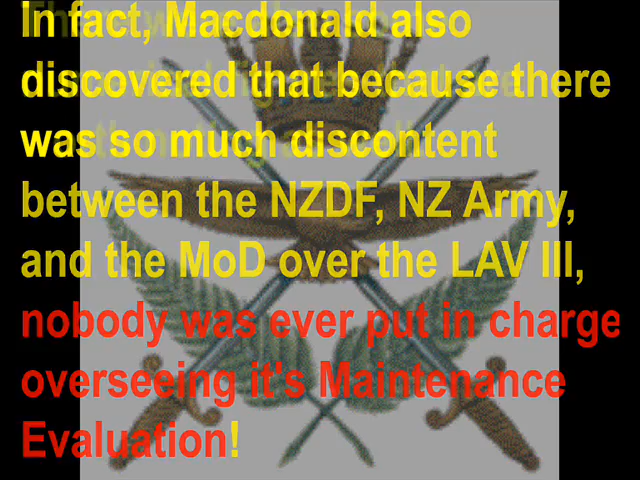 In fact, Macdonald also
discovered that because there
was so much discontent
between the NZDF, NZ Army,
and the MoD over the LAV III,
nobody was ever put in charge
overseeing it's Maintenance
Evaluation!